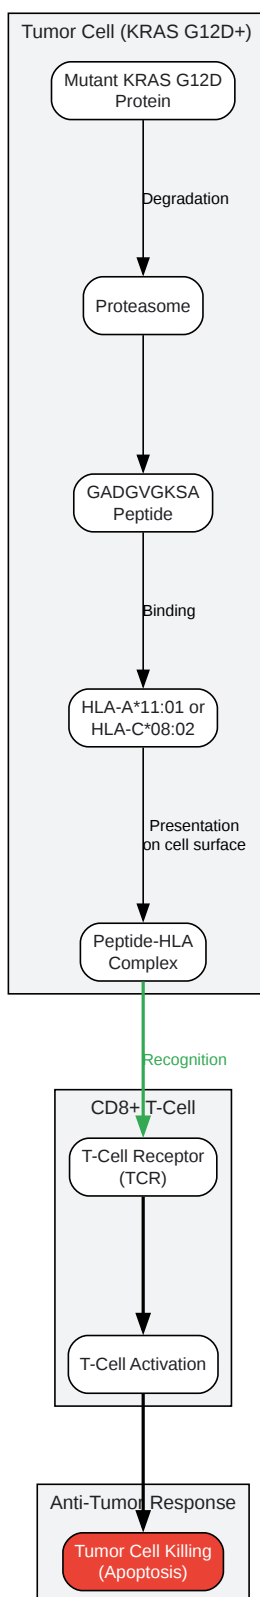 Tumor Cell (KRAS G12D+)
Mutant KRAS G12D
Protein
Degradation
Proteasome
GADGVGKSA
Peptide
Binding
HLA-A*11:01 or
HLA-C*08:02
Presentation
on cell surface
Peptide-HLA
Complex
Recognition
CD8+ T-Cell
T-Cell Receptor
(TCR)
T-Cell Activation
Anti-Tumor Response
Tumor Cell Killing
(Apoptosis)